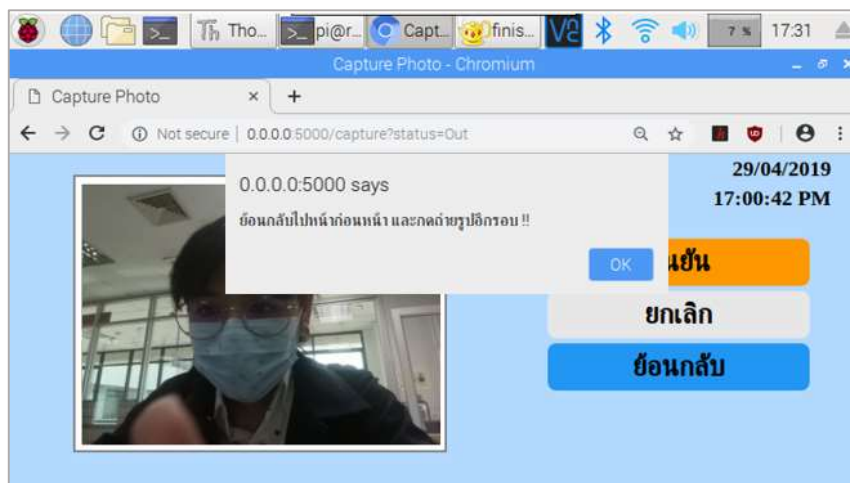 Tho...
pi@r...
Capt...
finis...
7 %
17:31
Capture Photo - Chromium
Capture Photo
Not secure | 0.0.0.0:5000/capture?status=Out
29/04/2019
17:00:42 PM
0.0.0.0:5000 says
ย้อนกลับไปหน้าก่อนหน้า และกดถ่ายรูปอีกรอบ !!
OK
ยกเลิก
ย้อนกลับ